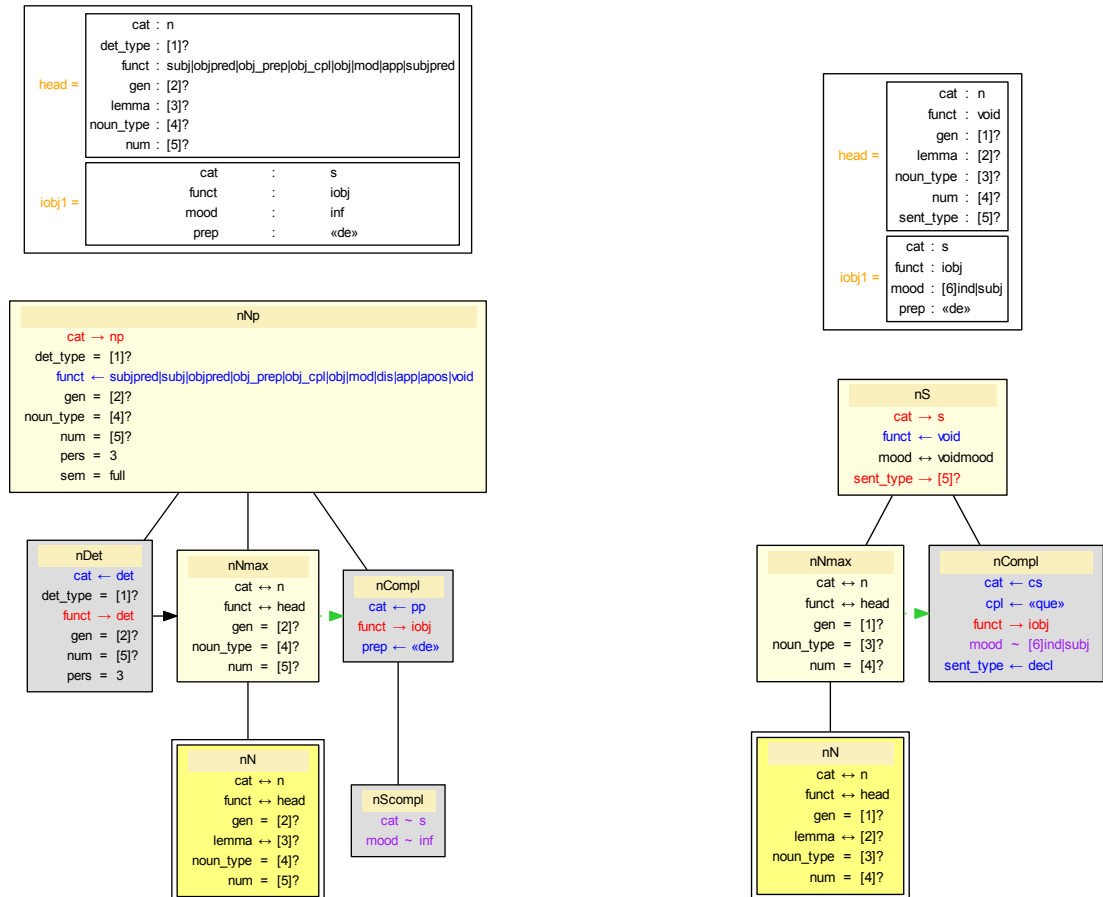 head =
cat : n
det_type : [1]?
funct : subj|objpred|obj_prep|obj_cpl|obj|mod|app|subjpred
gen : [2]?
lemma : [3]?
noun_type : [4]?
num : [5]?
iobj1 =
cat : s
funct : iobj
mood : inf
prep : «de»
nNp
cat → np
det_type = [1]?
funct ← subjpred|subj|objpred|obj_prep|obj_cpl|obj|mod|dis|app|apos|void
gen = [2]?
noun_type = [4]?
num = [5]?
pers = 3
sem = full
nDet
cat ← det
det_type = [1]?
funct → det
gen = [2]?
num = [5]?
pers = 3
nNmax
cat ↔ n
funct ↔ head
gen = [2]?
noun_type = [4]?
num = [5]?
nCompl
cat ← pp
funct → iobj
prep ← «de»
nN
cat ↔ n
funct ↔ head
gen = [2]?
lemma ↔ [3]?
noun_type = [4]?
num = [5]?
nScompl
cat ~ s
mood ~ inf
head =
cat : n
funct : void
gen : [1]?
lemma : [2]?
noun_type : [3]?
num : [4]?
sent_type : [5]?
iobj1 =
cat : s
funct : iobj
mood : [6]ind|subj
prep : «de»
nS
cat → s
funct ← void
mood ↔ voidmood
sent_type → [5]?
nNmax
cat ↔ n
funct ↔ head
gen = [1]?
noun_type = [3]?
num = [4]?
nCompl
cat ← cs
cpl ← «que»
funct → iobj
mood ~ [6]ind|subj
sent_type ← decl
nN
cat ↔ n
funct ↔ head
gen = [1]?
lemma ↔ [2]?
noun_type = [3]?
num = [4]?